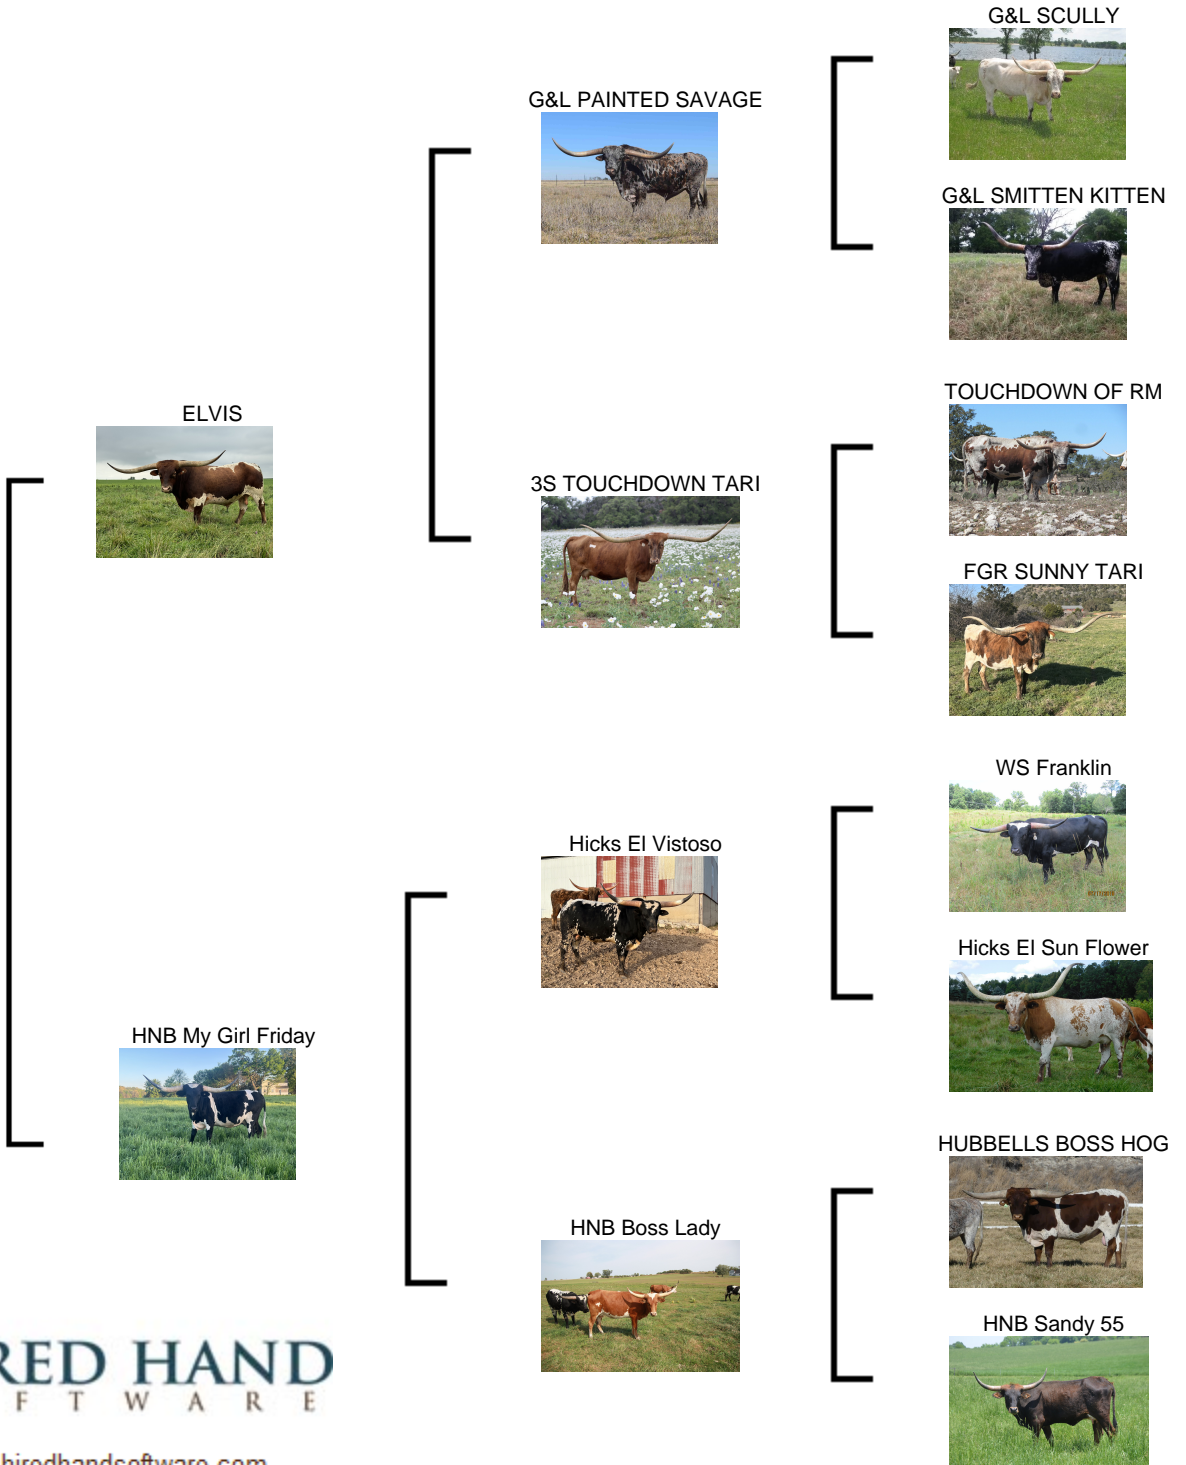 G&L SCULLY
G&L PAINTED SAVAGE
G&L SMITTEN KITTEN
ELVIS
TOUCHDOWN OF RM
3S TOUCHDOWN TARI
FGR SUNNY TARI
WS Franklin
Hicks El Vistoso
Hicks El Sun Flower
HNB My Girl Friday
HUBBELLS BOSS HOG
HNB Boss Lady
HNB Sandy 55
RED HAND
F T W A R E
hiredhandsoftware.com